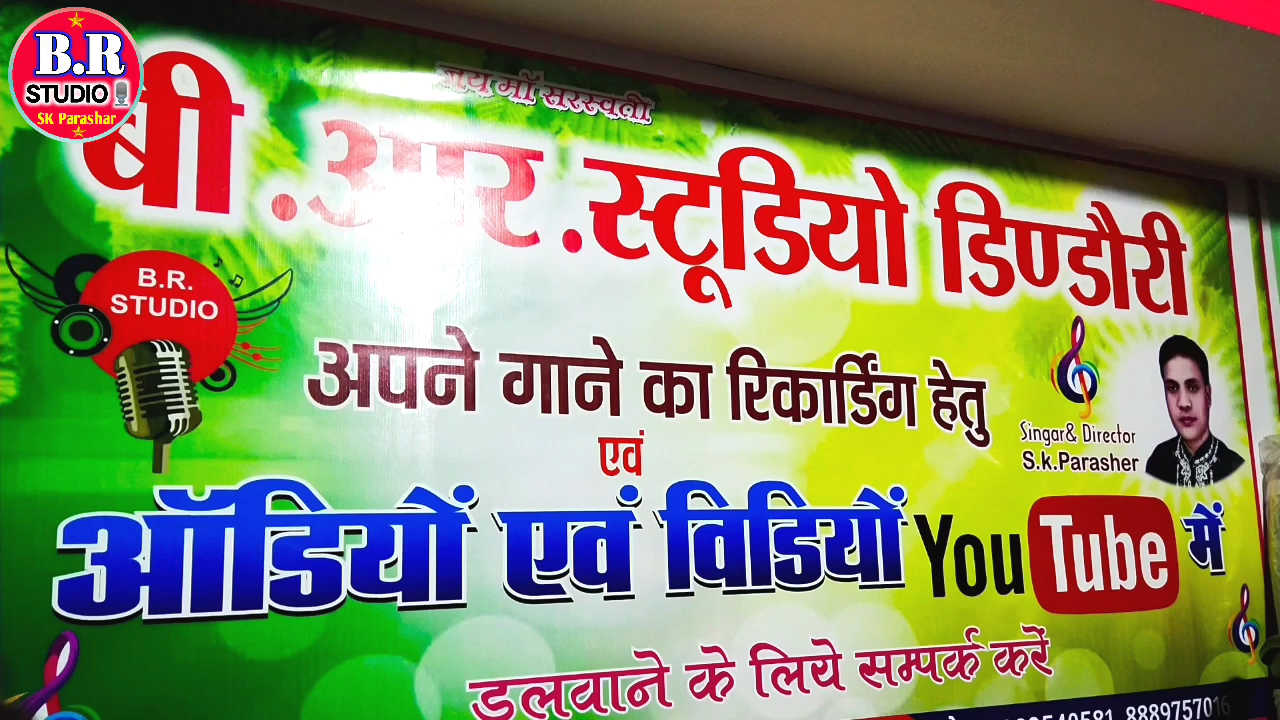 B.R
STUDIO
SK Parashar
जय माँ सरस्वती
बी .आर .स्टूडियो डिण्डौरी
B.R.
STUDIO
अपने गाने का रिकार्डिंग हेतु
एवं
Singar& Director
S.k.Parasher
ऑडियों एवं विडियों YouTube में
डलवाने के लिये सम्पर्क करें
8889757016